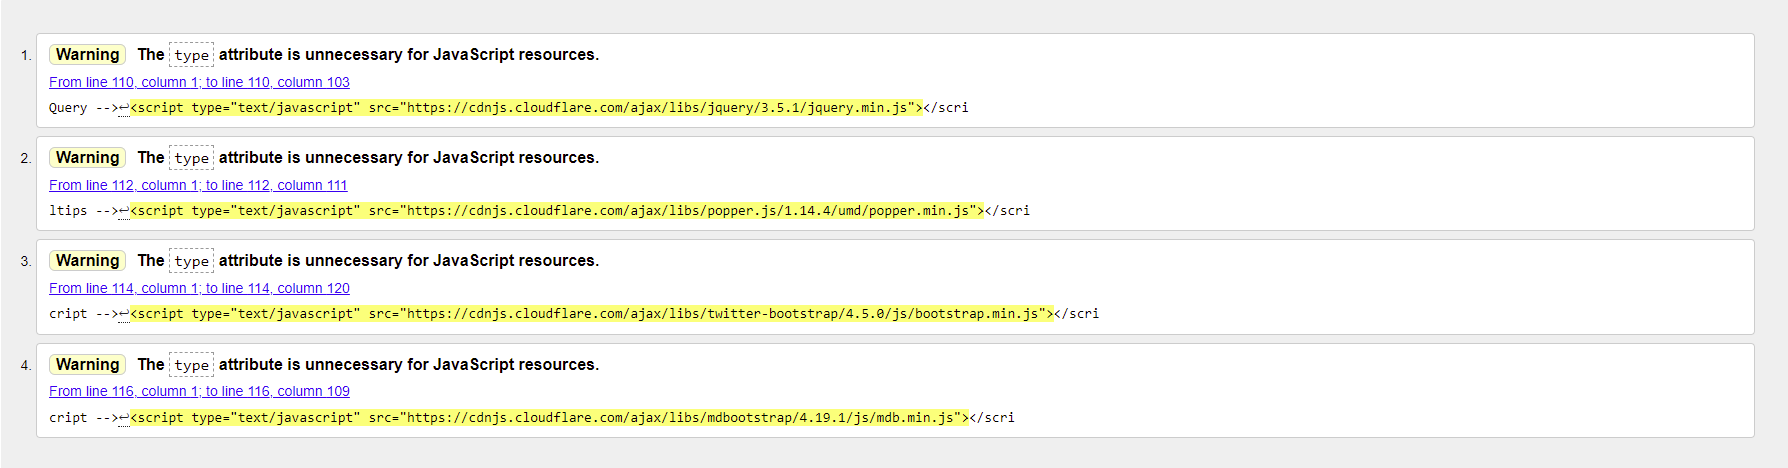 1. Warning The type attribute is unnecessary for JavaScript resources.
From line 110, column 1; to line 110, column 103
Query -->↩<script type="text/javascript" src="https://cdnjs.cloudflare.com/ajax/libs/jquery/3.5.1/jquery.min.js"></scri
2. Warning The type attribute is unnecessary for JavaScript resources.
From line 112, column 1; to line 112, column 111
ltips -->↩<script type="text/javascript" src="https://cdnjs.cloudflare.com/ajax/libs/popper.js/1.14.4/umd/popper.min.js"></scri
3. Warning The type attribute is unnecessary for JavaScript resources.
From line 114, column 1; to line 114, column 120
cript -->↩<script type="text/javascript" src="https://cdnjs.cloudflare.com/ajax/libs/twitter-bootstrap/4.5.0/js/bootstrap.min.js"></scri
4. Warning The type attribute is unnecessary for JavaScript resources.
From line 116, column 1; to line 116, column 109
cript -->↩<script type="text/javascript" src="https://cdnjs.cloudflare.com/ajax/libs/mdbootstrap/4.19.1/js/mdb.min.js"></scri